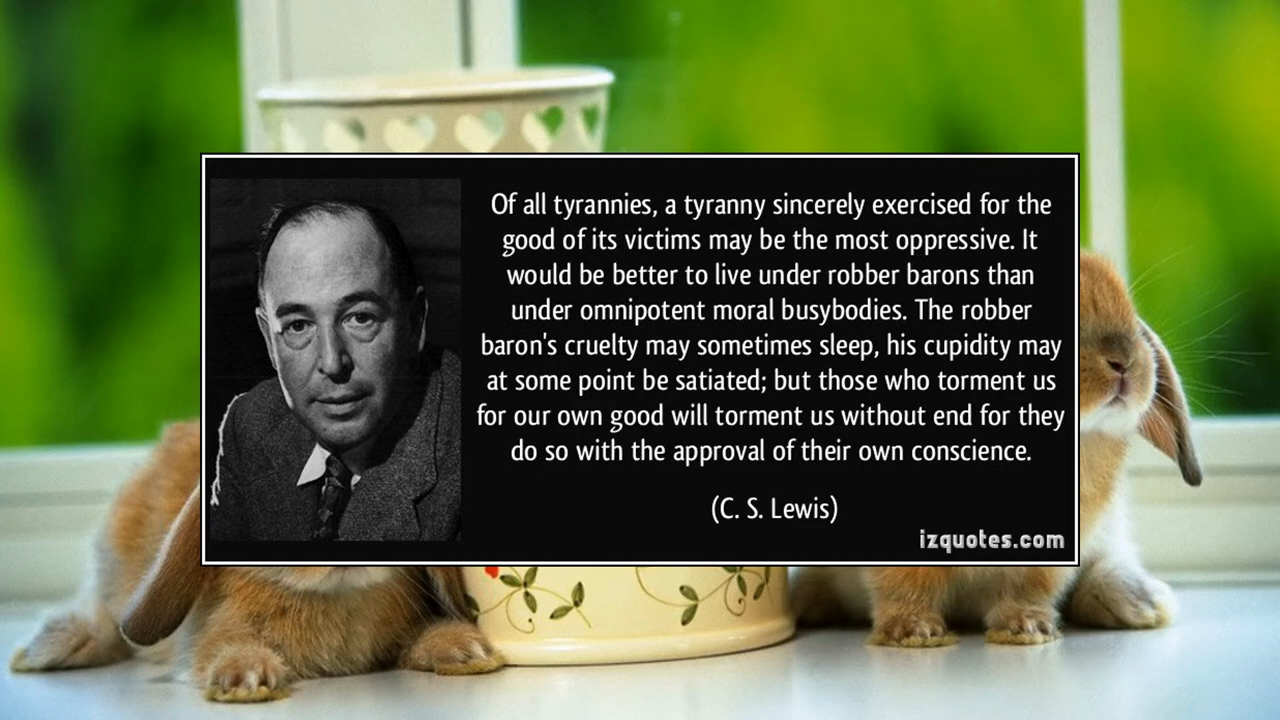 Of all tyrannies, a tyranny sincerely exercised for the
good of its victims may be the most oppressive. It
would be better to live under robber barons than
under omnipotent moral busybodies. The robber
baron's cruelty may sometimes sleep, his cupidity may
at some point be satiated; but those who torment us
for our own good will torment us without end for they
do so with the approval of their own conscience.
(C. S. Lewis)
izquotes.com